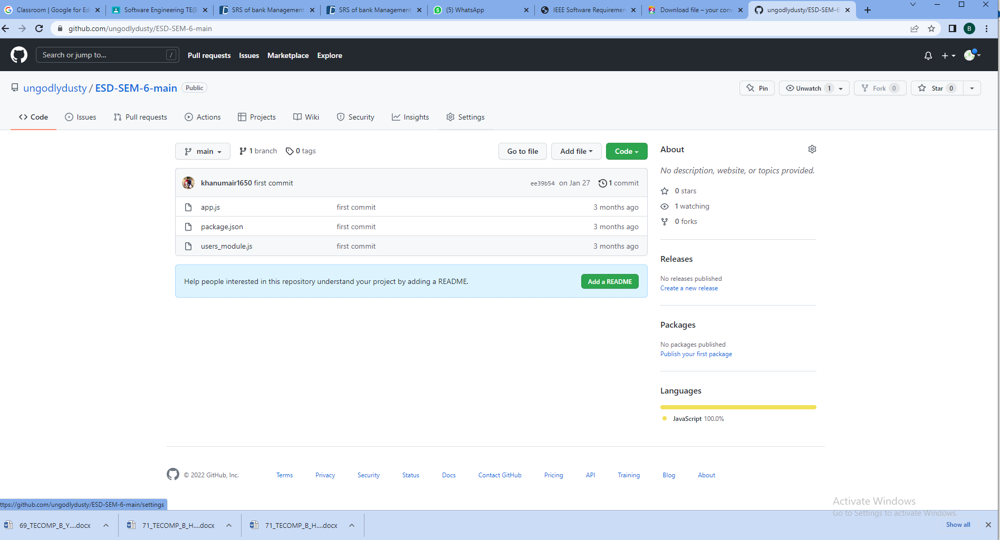 Classroom | Google for Ed
Software Engineering TE(B
SRS of bank Management
SRS of bank Management
(5) WhatsApp
IEEE Software Requiremen
Download file – your con
ungodlydusty/ESD-SEM-6
github.com/ungodlydusty/ESD-SEM-6-main
B
Search or jump to... /
Pull requests Issues Marketplace Explore
ungodlydusty / ESD-SEM-6-main Public
Pin
Unwatch 1
Fork 0
Star 0
Code Issues Pull requests Actions Projects Wiki Security Insights Settings
main 1 branch 0 tags
Go to file Add file Code
khanumair1650 first commit ee39b54 on Jan 27 1 commit
app.js first commit 3 months ago
package.json first commit 3 months ago
users_module.js first commit 3 months ago
Help people interested in this repository understand your project by adding a README. Add a README
About
No description, website, or topics provided.
0 stars
1 watching
0 forks
Releases
No releases published
Create a new release
Packages
No packages published
Publish your first package
Languages
JavaScript 100.0%
© 2022 GitHub, Inc. Terms Privacy Security Status Docs Contact GitHub Pricing API Training Blog About
ttps://github.com/ungodlydusty/ESD-SEM-6-main/settings
Activate Windows
Go to Settings to activate Windows.
69_TECOMP_B_Y....docx
71_TECOMP_B_H....docx
71_TECOMP_B_H....docx
Show all